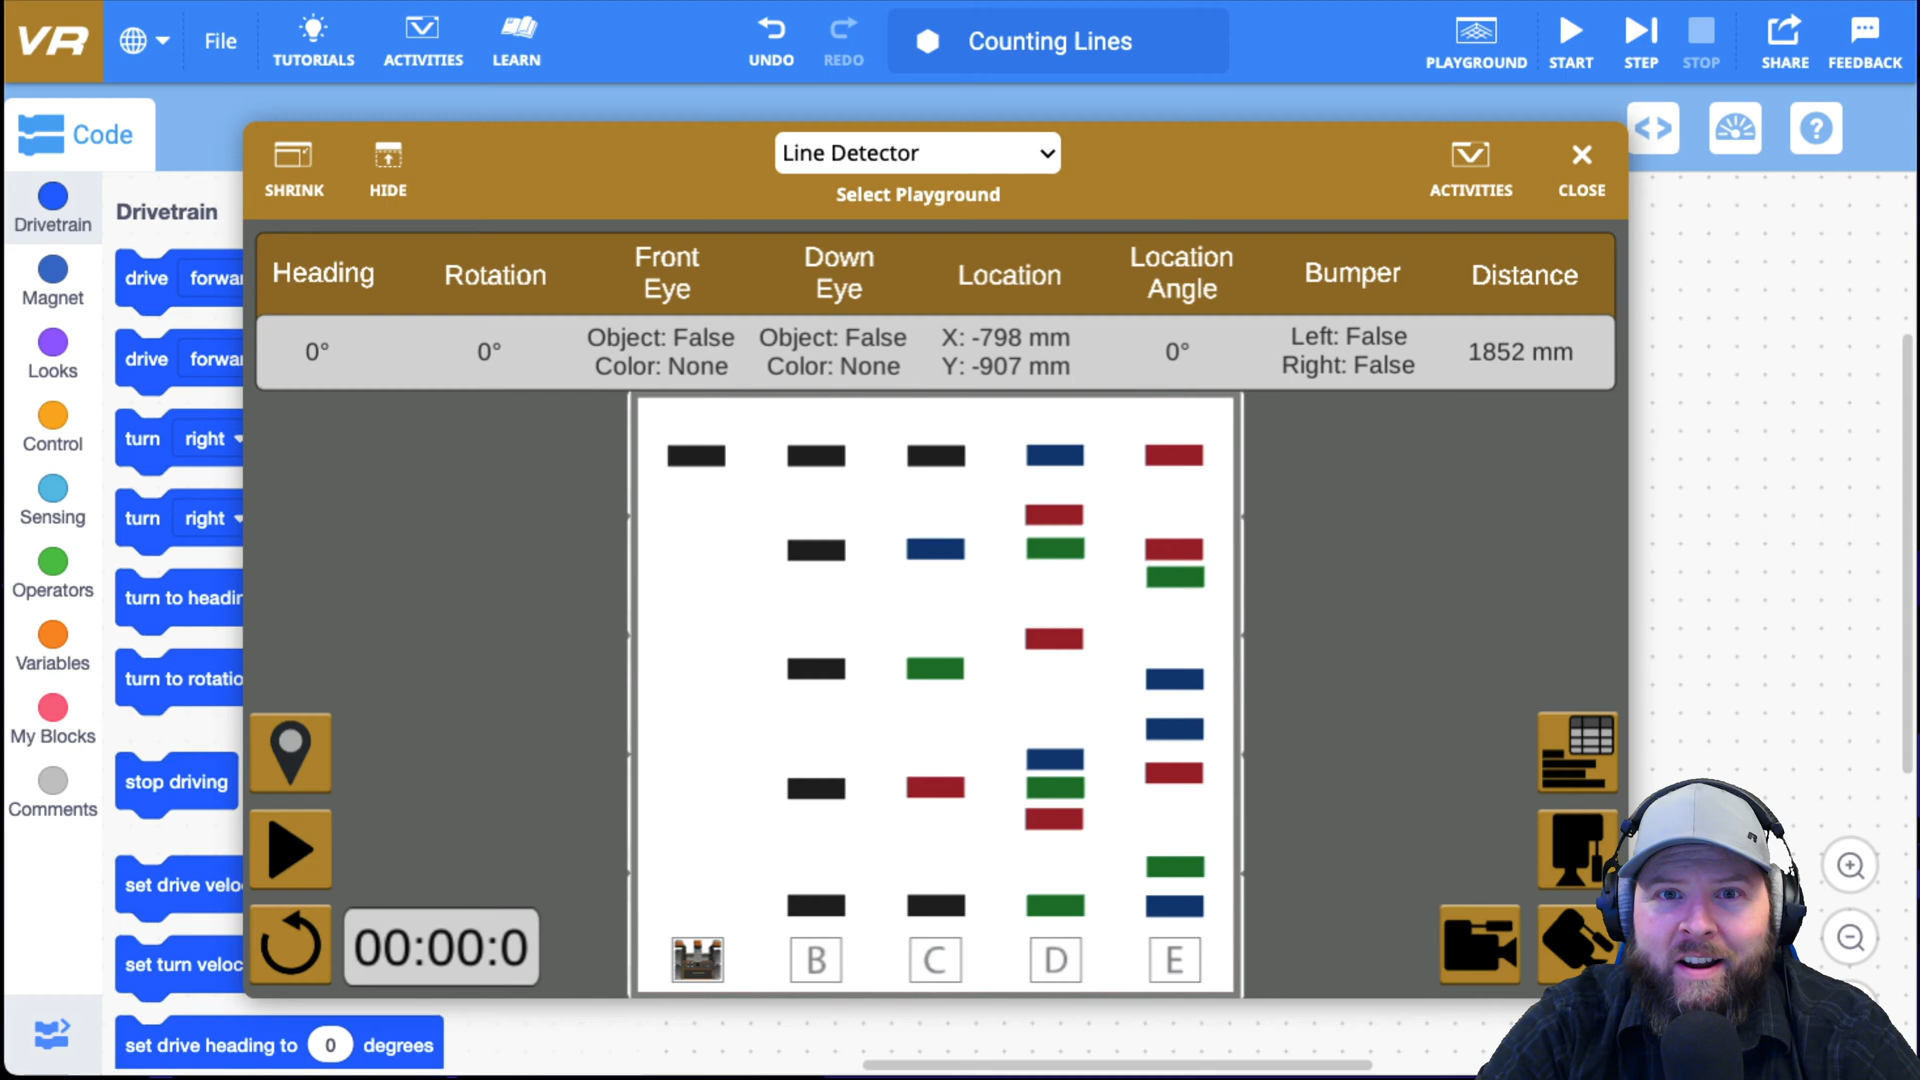 VR
File
TUTORIALS
ACTIVITIES
LEARN
UNDO
REDO
Counting Lines
PLAYGROUND
START
STEP
STOP
SHARE
FEEDBACK
Code
SHRINK
HIDE
Line Detector
Select Playground
ACTIVITIES
CLOSE
Drivetrain
Magnet
Looks
Control
Sensing
Operators
Variables
My Blocks
Comments
Drivetrain
drive forwar
drive forwar
turn right
turn right
turn to headin
turn to rotatio
stop driving
set drive velo
set turn veloc
set drive heading to 0 degrees
Heading
Rotation
Front
Eye
Down
Eye
Location
Location
Angle
Bumper
Distance
0°
0°
Object: False
Color: None
Object: False
Color: None
X: -798 mm
Y: -907 mm
0°
Left: False
Right: False
1852 mm
B
C
D
E
00:00:0